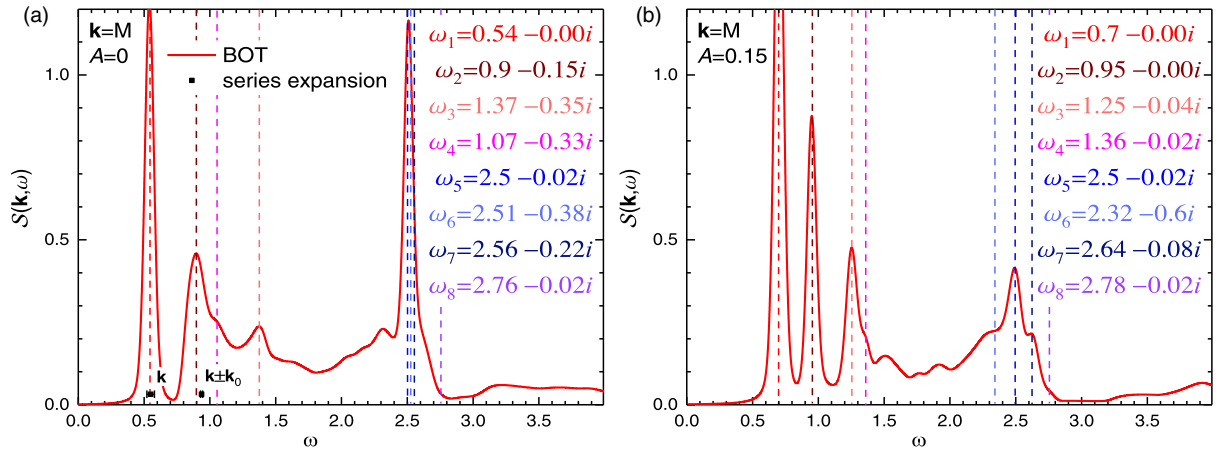 (a)
k=M
A=0
BOT
series expansion
ω1=0.54 −0.00i
ω2=0.9 −0.15i
ω3=1.37 −0.35i
ω4=1.07 −0.33i
ω5=2.5 −0.02i
ω6=2.51 −0.38i
ω7=2.56 −0.22i
ω8=2.76 −0.02i
k
k±k0
S(k,ω)
1.0
0.5
0.0
0.0 0.5 1.0 1.5 2.0 2.5 3.0 3.5
ω
(b)
k=M
A=0.15
ω1=0.7 −0.00i
ω2=0.95 −0.00i
ω3=1.25 −0.04i
ω4=1.36 −0.02i
ω5=2.5 −0.02i
ω6=2.32 −0.6i
ω7=2.64 −0.08i
ω8=2.78 −0.02i
S(k,ω)
1.0
0.5
0.0
0.0 0.5 1.0 1.5 2.0 2.5 3.0 3.5
ω